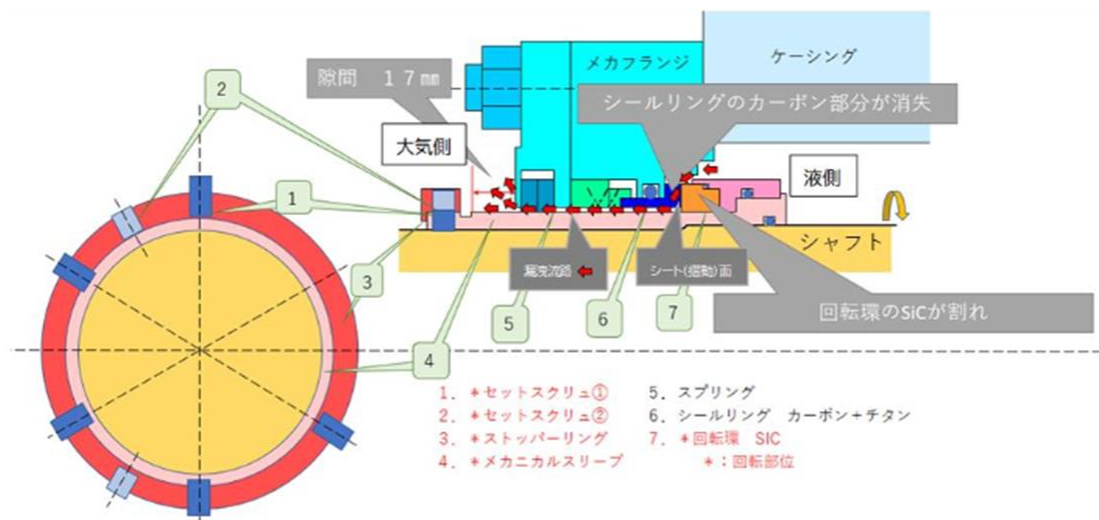 ケーシング
メカフランジ
隙間 17㎜
シールリングのカーボン部分が消失
2
大気側
液側
1
シャフト
漏洩流路
シート(摺動)面
3
回転環のSiCが割れ
5
6
7
4
1. *セットスクリュ①
2. *セットスクリュ②
3. *ストッパーリング
4. *メカニカルスリーブ
5. スプリング
6. シールリング カーボン+チタン
7. *回転環 SIC
*:回転部位